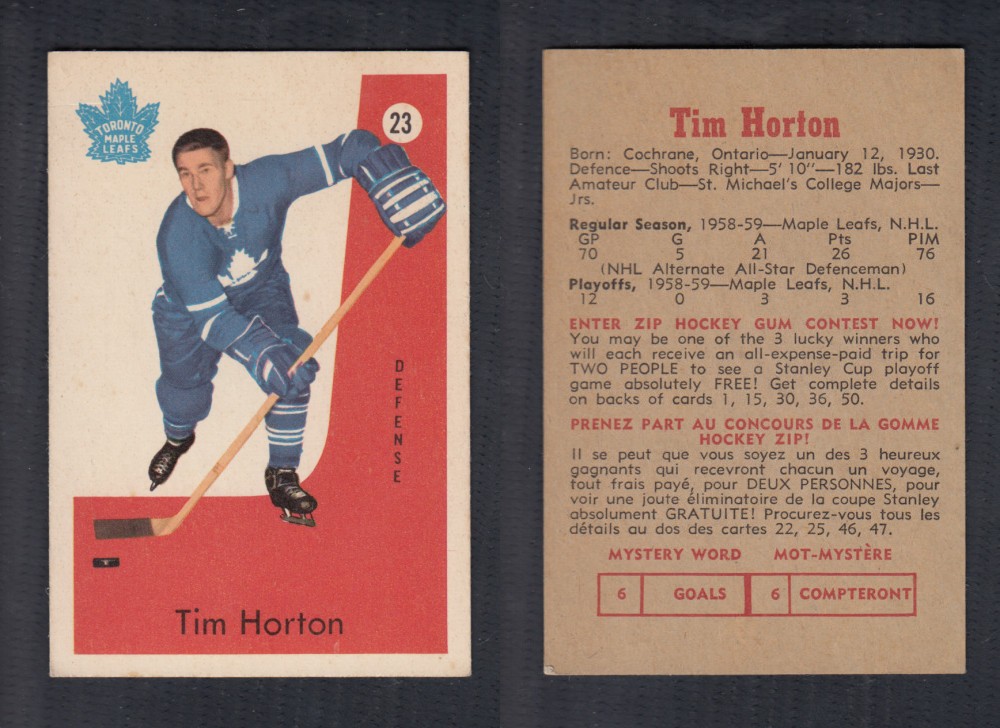 TORONTO
MAPLE
LEAFS
23
DEFENSE
Tim Horton
Tim Horton
Born: Cochrane, Ontario—January 12, 1930.
Defence—Shoots Right—5' 10"—182 lbs. Last
Amateur Club—St. Michael's College Majors—
Jrs.
Regular Season, 1958-59—Maple Leafs, N.H.L.
GP G A Pts PIM
70 5 21 26 76
(NHL Alternate All-Star Defenceman)
Playoffs, 1958-59—Maple Leafs, N.H.L.
12 0 3 3 16
ENTER ZIP HOCKEY GUM CONTEST NOW!
You may be one of the 3 lucky winners who
will each receive an all-expense-paid trip for
TWO PEOPLE to see a Stanley Cup playoff
game absolutely FREE! Get complete details
on backs of cards 1, 15, 30, 36, 50.
PRENEZ PART AU CONCOURS DE LA GOMME
HOCKEY ZIP!
Il se peut que vous soyez un des 3 heureux
gagnants qui recevront chacun un voyage,
tout frais payé, pour DEUX PERSONNES, pour
voir une joute éliminatoire de la coupe Stanley
absolument GRATUITE! Procurez-vous tous les
détails au dos des cartes 22, 25, 46, 47.
MYSTERY WORD MOT-MYSTÈRE
6 GOALS 6 COMPTERONT